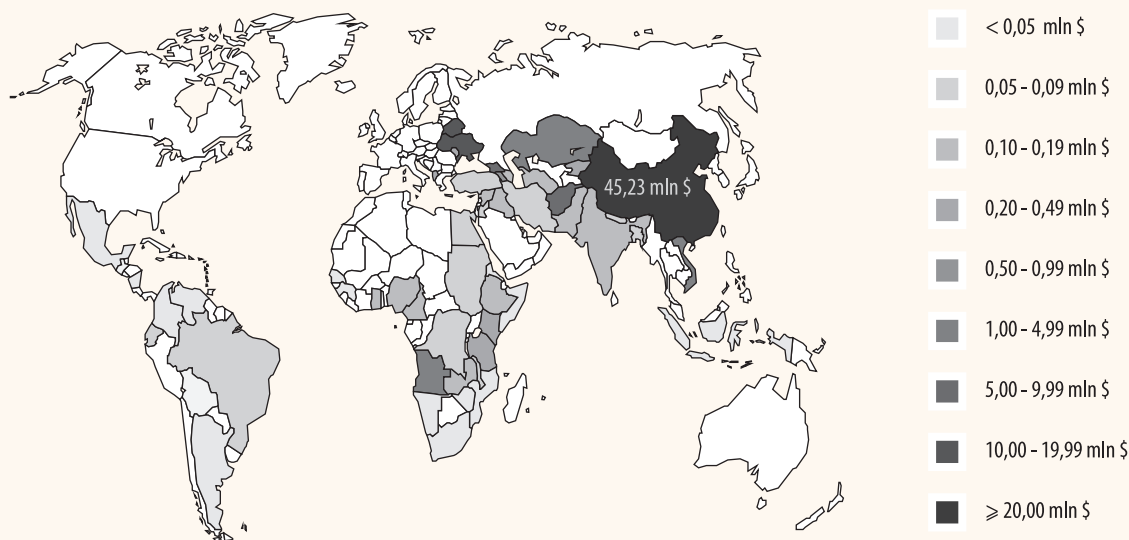 < 0,05 mln $
0,05 - 0,09 mln $
0,10 - 0,19 mln $
45,23 mln $
0,20 - 0,49 mln $
0,50 - 0,99 mln $
1,00 - 4,99 mln $
5,00 - 9,99 mln $
10,00 - 19,99 mln $
⩾ 20,00 mln $